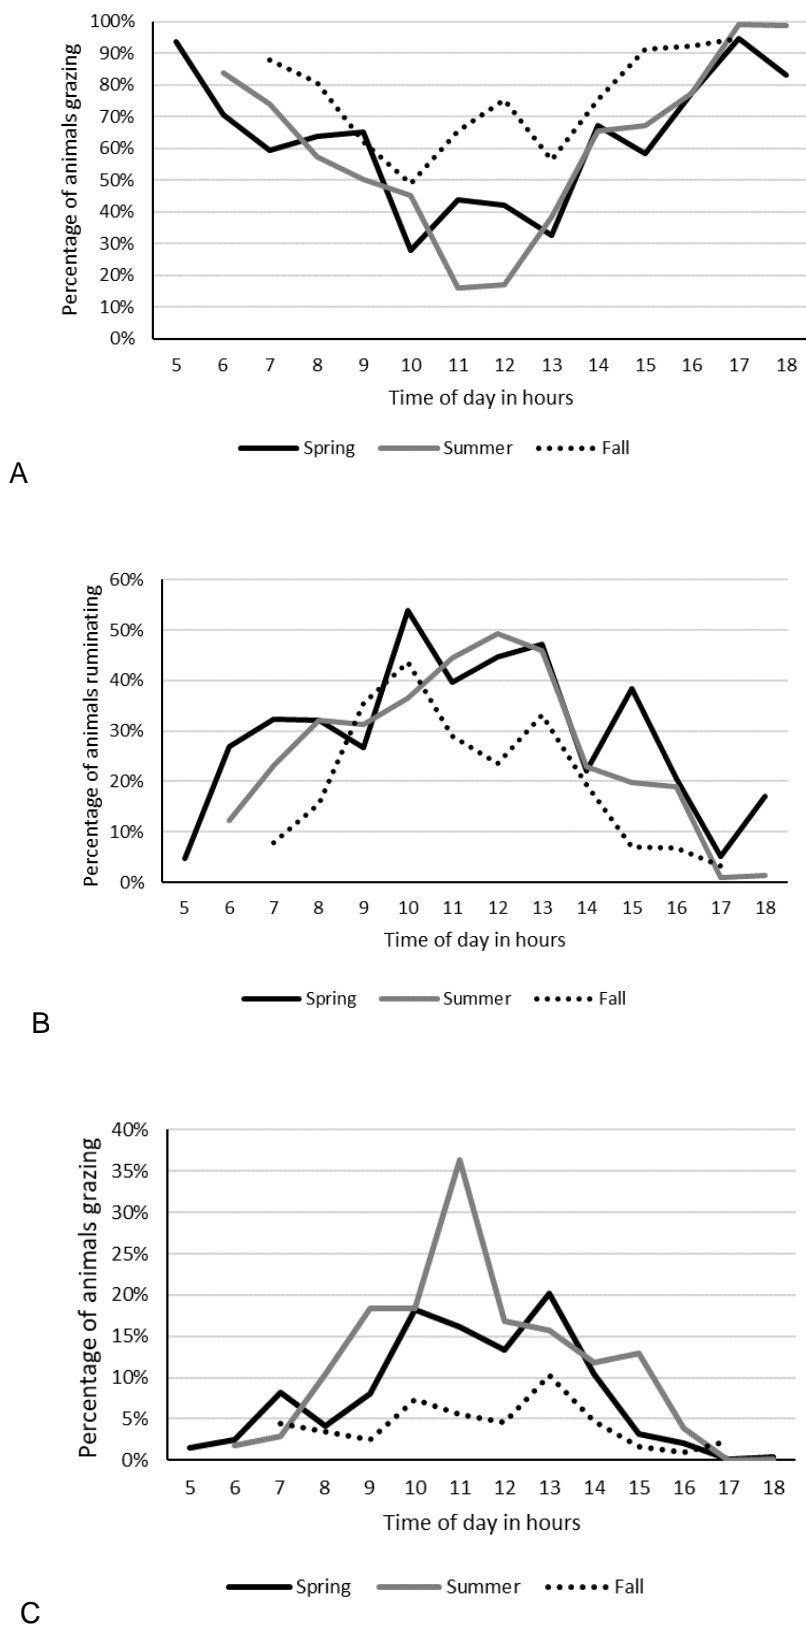 Percentage of animals grazing
100%
90%
80%
70%
60%
50%
40%
30%
20%
10%
0%
5 6 7 8 9 10 11 12 13 14 15 16 17 18
Time of day in hours
Spring Summer Fall
A
Percentage of animals ruminating
60%
50%
40%
30%
20%
10%
0%
5 6 7 8 9 10 11 12 13 14 15 16 17 18
Time of day in hours
Spring Summer Fall
B
Percentage of animals grazing
40%
35%
30%
25%
20%
15%
10%
5%
0%
5 6 7 8 9 10 11 12 13 14 15 16 17 18
Time of day in hours
Spring Summer Fall
C